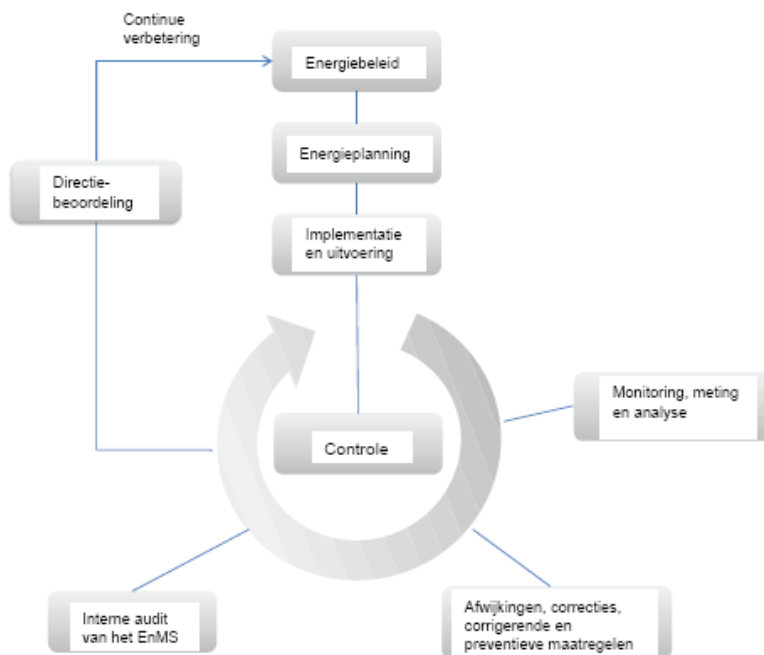 Continue
verbetering
Energiebeleid
Energieplanning
Directie-
beoordeling
Implementatie
en uitvoering
Monitoring, meting
en analyse
Controle
Interne audit
van het EnMS
Afwijkingen, correcties,
corrigerende en
preventieve maatregelen